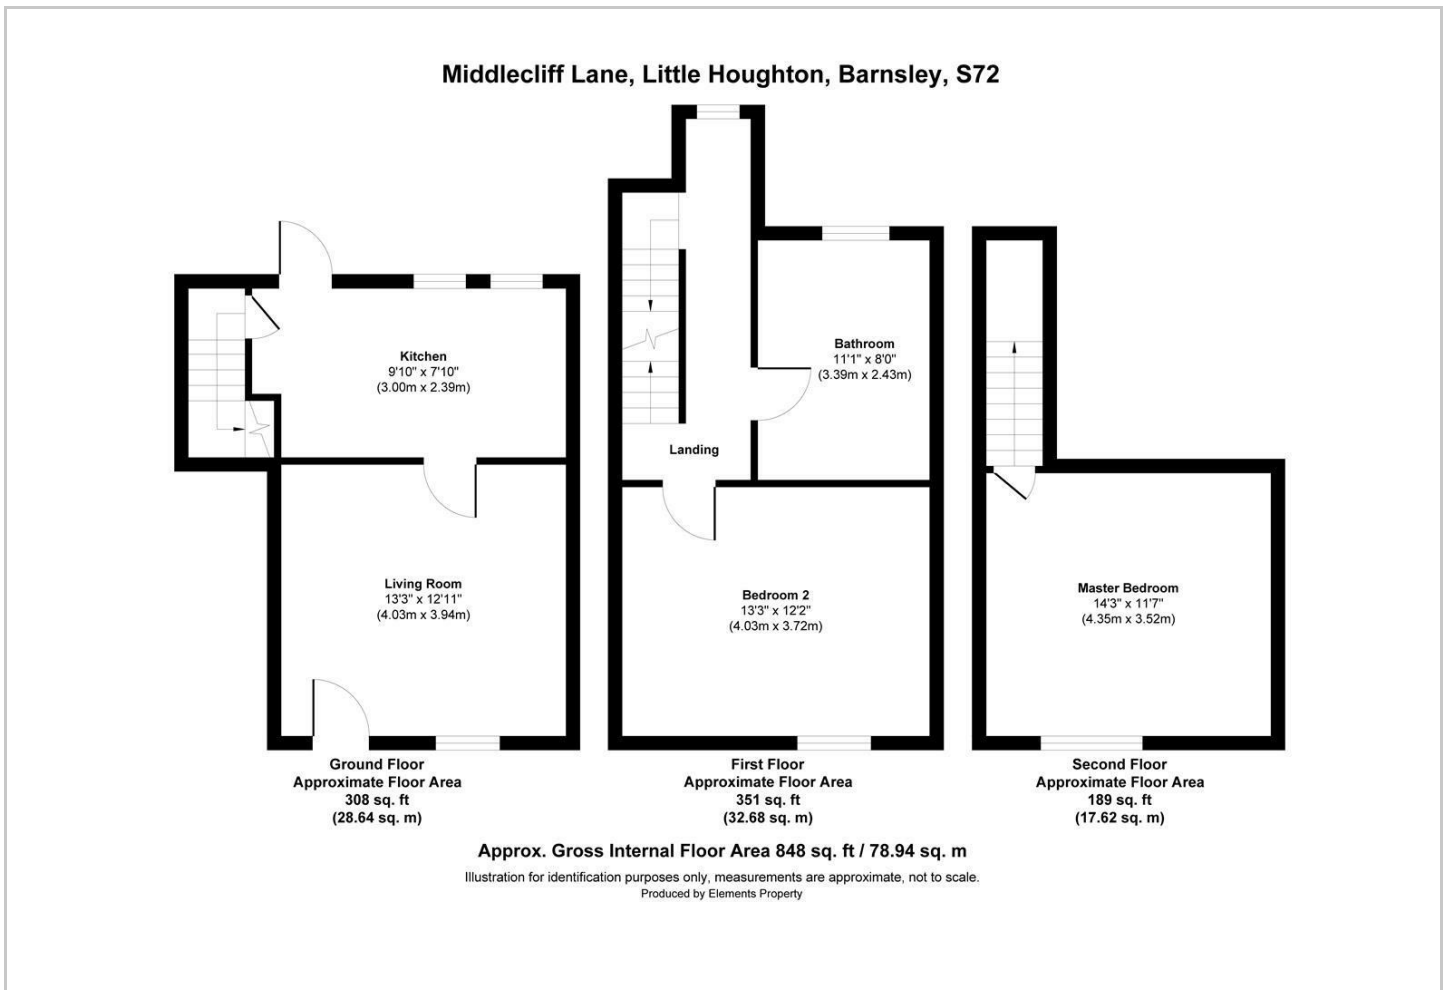 Middlecliff Lane, Little Houghton, Barnsley, S72
Kitchen
9'10" x 7'10"
(3.00m x 2.39m)
Living Room
13'3" x 12'11"
(4.03m x 3.94m)
Ground Floor
Approximate Floor Area
308 sq. ft
(28.64 sq. m)
Bathroom
11'1" x 8'0"
(3.39m x 2.43m)
Landing
Bedroom 2
13'3" x 12'2"
(4.03m x 3.72m)
First Floor
Approximate Floor Area
351 sq. ft
(32.68 sq. m)
Master Bedroom
14'3" x 11'7"
(4.35m x 3.52m)
Second Floor
Approximate Floor Area
189 sq. ft
(17.62 sq. m)
Approx. Gross Internal Floor Area 848 sq. ft / 78.94 sq. m
Illustration for identification purposes only, measurements are approximate, not to scale.
Produced by Elements Property